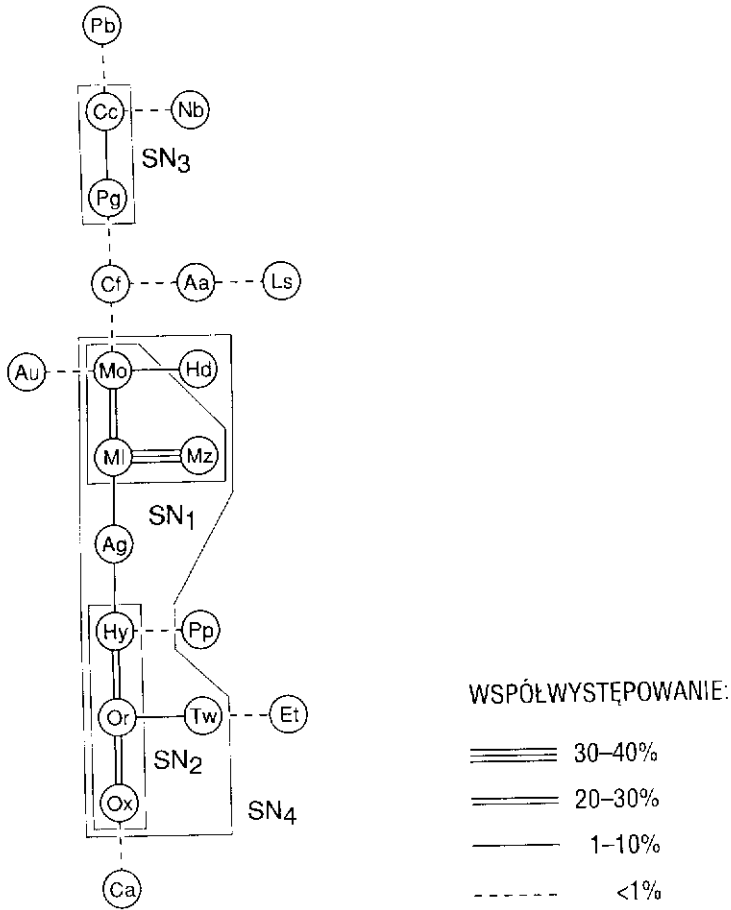 Pb
Cc Nb
SN₃
Pg
Cf Aa Ls
Au Mo Hd
Ml Mz
SN₁
Ag
Hy Pp
Or Tw Et
SN₂
Ox SN₄
Ca
WSPÓŁWYSTĘPOWANIE:
30–40%
20–30%
1–10%
<1%